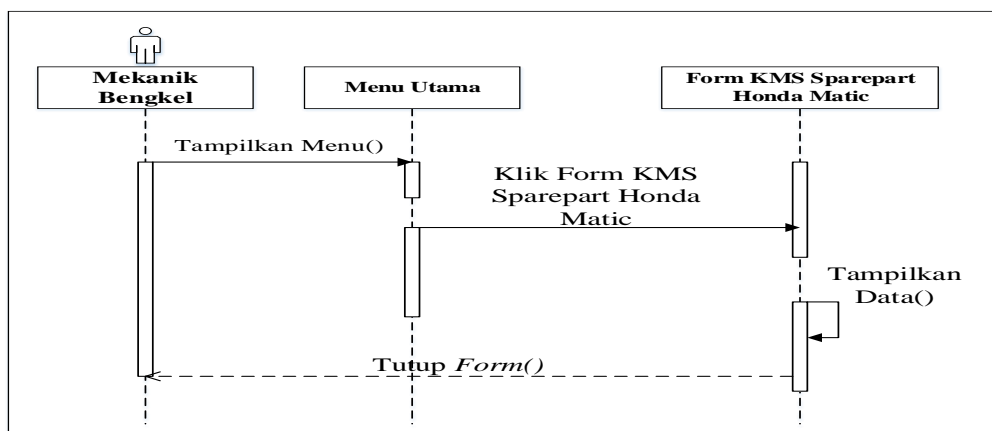 Mekanik
Bengkel
Menu Utama
Form KMS Sparepart
Honda Matic
Tampilkan Menu()
Klik Form KMS
Sparepart Honda
Matic
Tampilkan
Data()
Tutup Form()